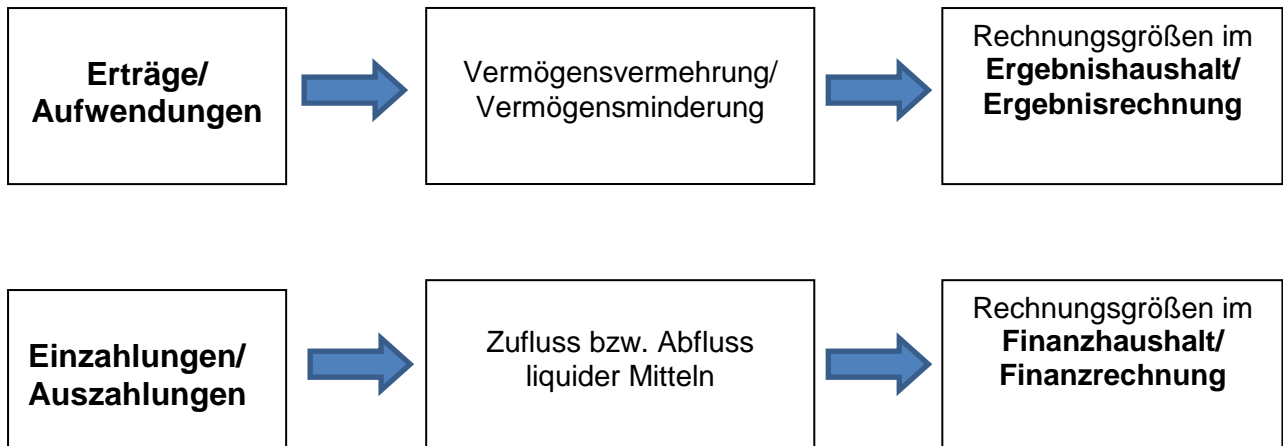 Erträge/
Aufwendungen
Vermögensvermehrung/
Vermögensminderung
Rechnungsgrößen im
Ergebnishaushalt/
Ergebnisrechnung
Einzahlungen/
Auszahlungen
Zufluss bzw. Abfluss
liquider Mitteln
Rechnungsgrößen im
Finanzhaushalt/
Finanzrechnung